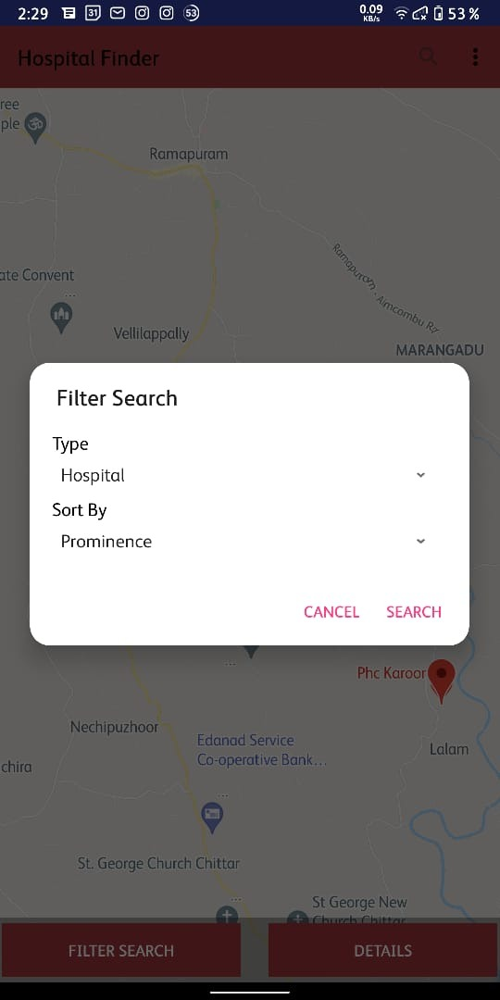 2:29
31
53
0.09
KB/s
53 %
Hospital Finder
ree
ple
Ramapuram
ate Convent
Ramapuram - Aimcombu Rd
Vellilappally
MARANGADU
Filter Search
Type
Hospital
Sort By
Prominence
CANCEL
SEARCH
...
Phc Karoor
Nechipuzhoor
Edanad Service
Co-operative Bank...
Lalam
chira
...
St. George Church Chittar
...
St George New
Church Chittar
FILTER SEARCH
DETAILS